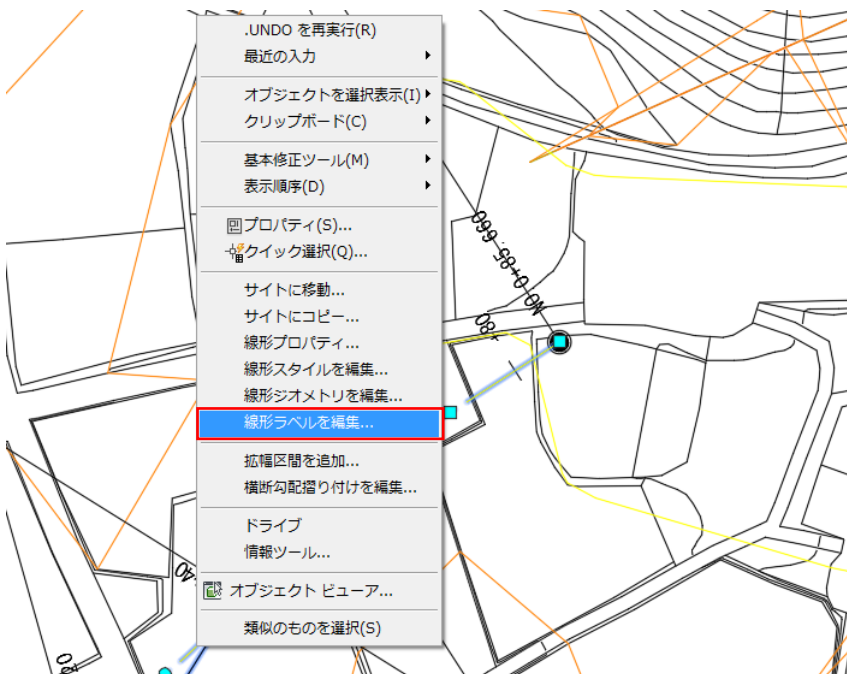 .UNDO を再実行(R)
最近の入力
オブジェクトを選択表示(I)
クリップボード(C)
基本修正ツール(M)
表示順序(D)
プロパティ(S)...
クイック選択(Q)...
サイトに移動...
サイトにコピー...
線形プロパティ...
線形スタイルを編集...
線形ジオメトリを編集...
線形ラベルを編集...
拡幅区間を追加...
横断勾配摺り付けを編集...
ドライブ
情報ツール...
オブジェクト ビューア...
類似のものを選択(S)
NO.0+85.660
+80.